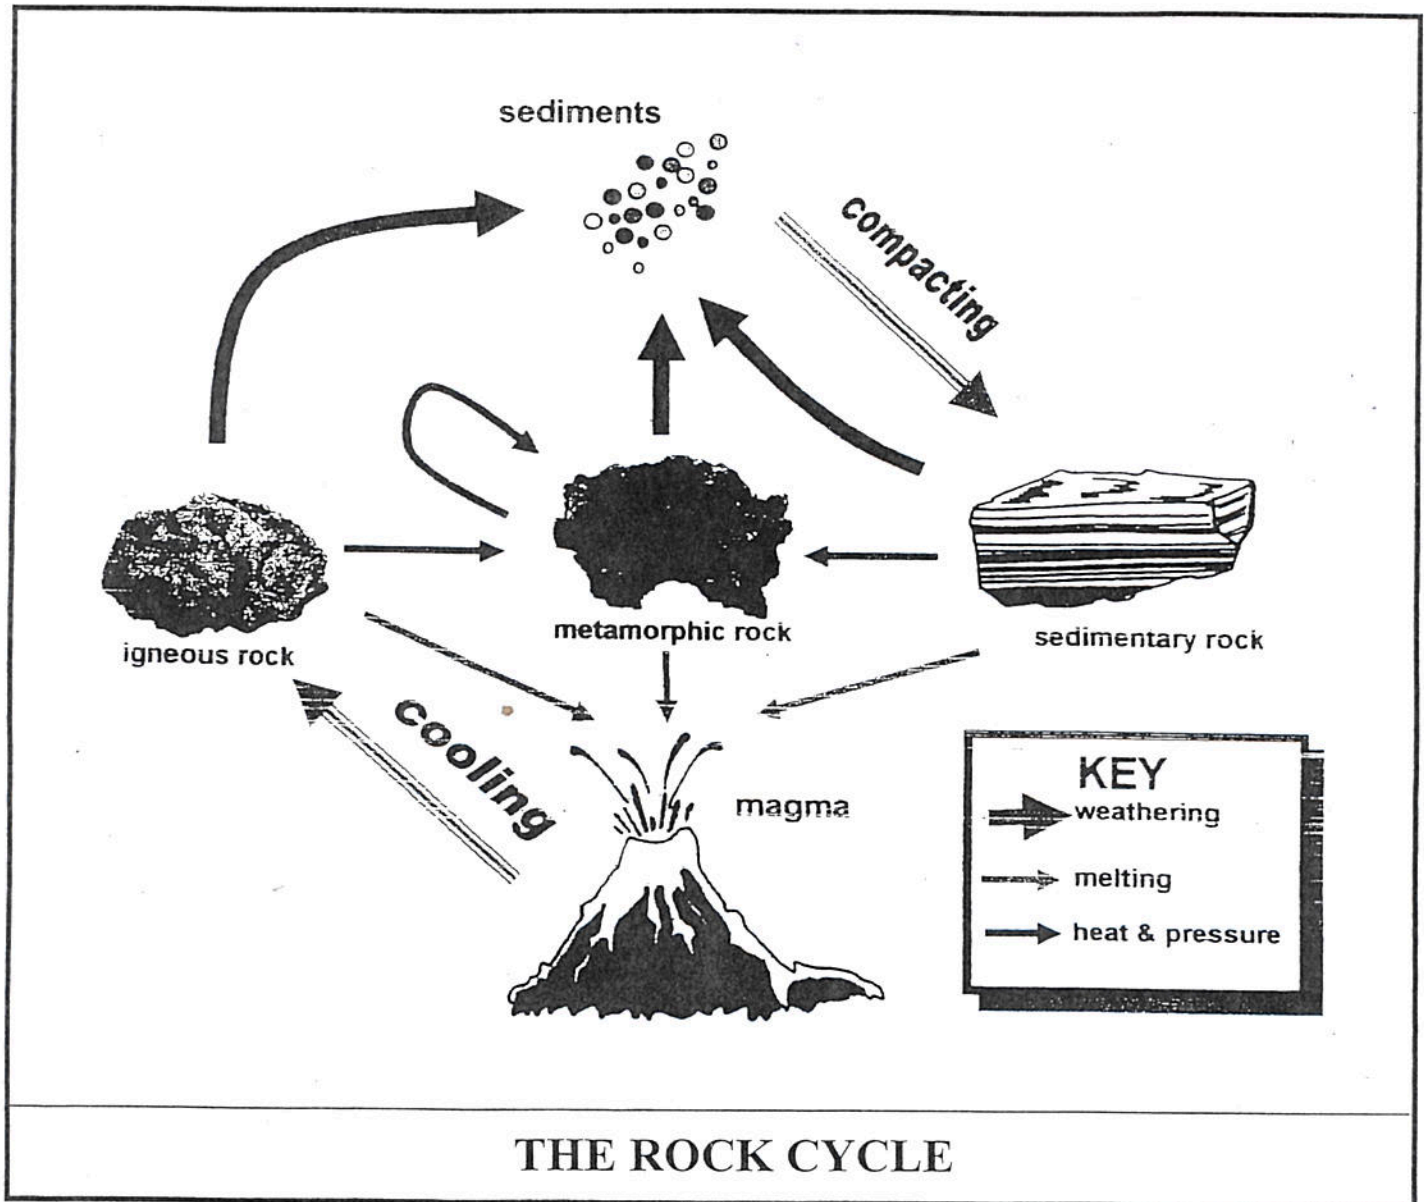 sediments
compacting
igneous rock
metamorphic rock
sedimentary rock
cooling
magma
KEY
weathering
melting
heat & pressure
THE ROCK CYCLE